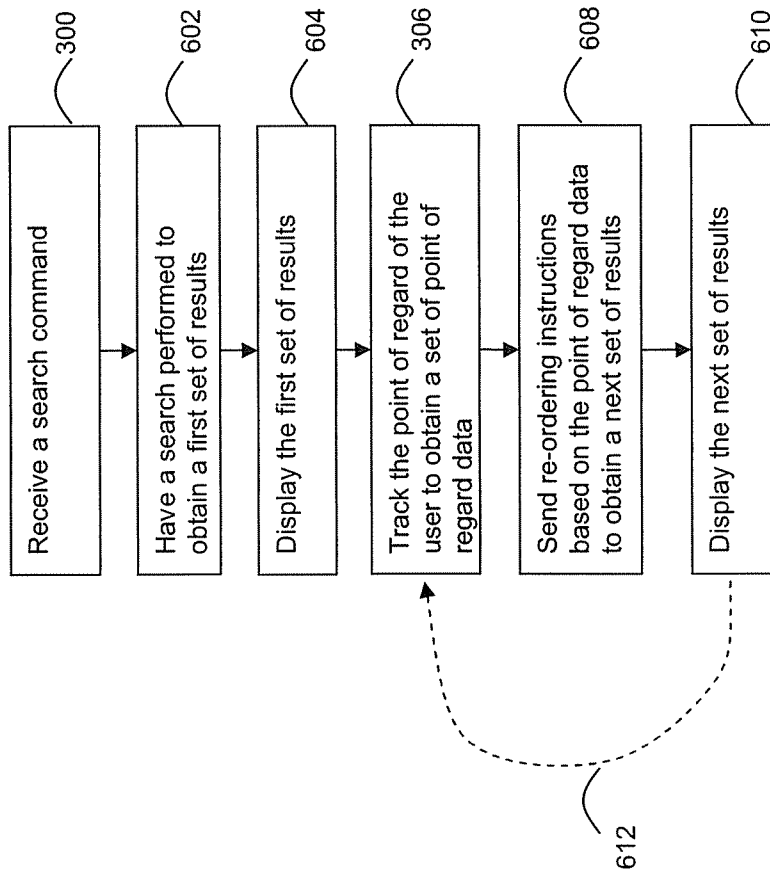 Receive a search command
300
Have a search performed to
obtain a first set of results
602
Display the first set of results
604
Track the point of regard of the
user to obtain a set of point of
regard data
306
Send re-ordering instructions
based on the point of regard data
to obtain a next set of results
608
Display the next set of results
610
612